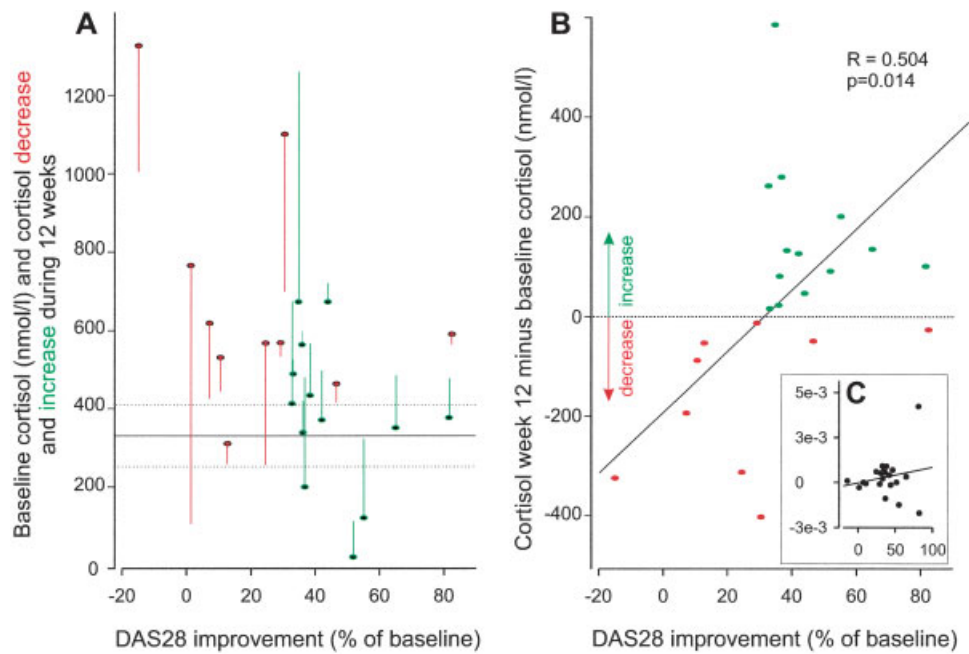 A
Baseline cortisol (nmol/l) and cortisol decrease
and increase during 12 weeks
1200
1000
800
600
400
200
0
-20 0 20 40 60 80
DAS28 improvement (% of baseline)
B
Cortisol week 12 minus baseline cortisol (nmol/l)
R = 0.504
p=0.014
400
200
0
-200
-400
increase
decrease
-20 0 20 40 60 80
DAS28 improvement (% of baseline)
C
5e-3
3e-3
0
-3e-3
0 50 100